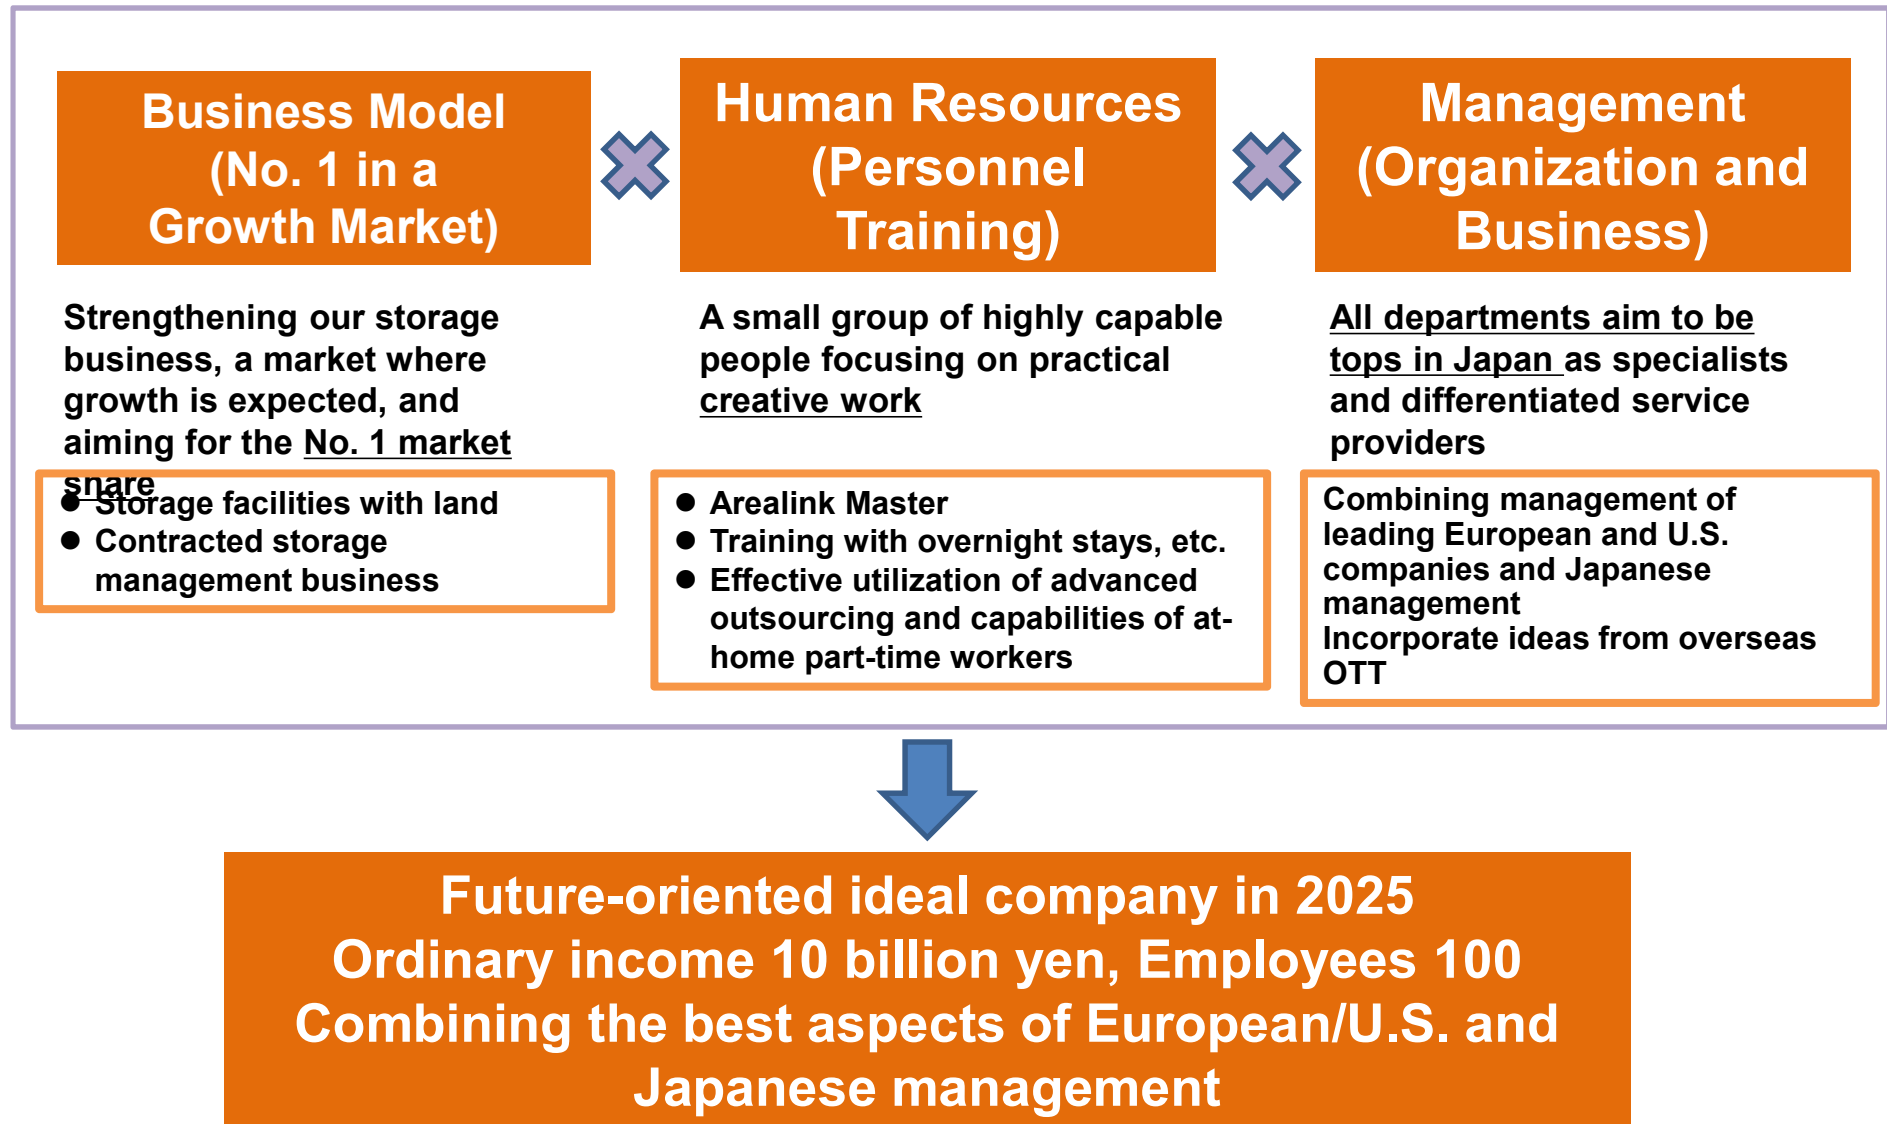 Business Model
(No. 1 in a
Growth Market)
Human Resources
(Personnel
Training)
Management
(Organization and
Business)
Strengthening our storage
business, a market where
growth is expected, and
aiming for the No. 1 market
share
● Storage facilities with land
● Contracted storage
management business
A small group of highly capable
people focusing on practical
creative work
● Arealink Master
● Training with overnight stays, etc.
● Effective utilization of advanced
outsourcing and capabilities of at-
home part-time workers
All departments aim to be
tops in Japan as specialists
and differentiated service
providers
Combining management of
leading European and U.S.
companies and Japanese
management
Incorporate ideas from overseas
OTT
Future-oriented ideal company in 2025
Ordinary income 10 billion yen, Employees 100
Combining the best aspects of European/U.S. and
Japanese management